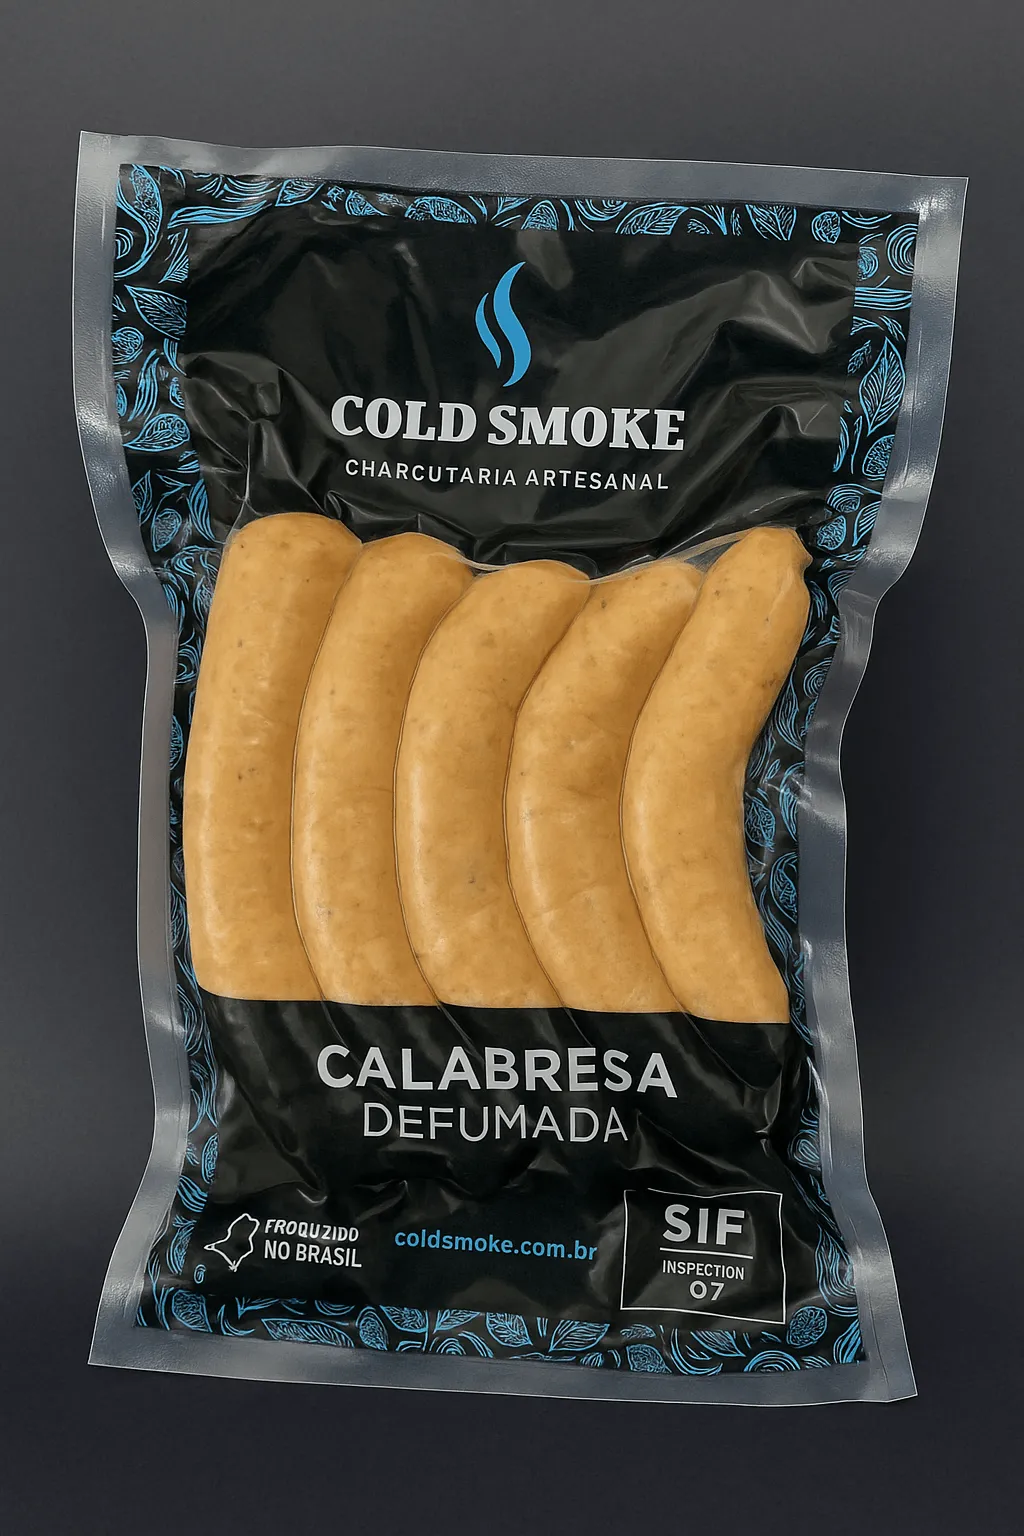 COLD SMOKE
CHARCUTARIA ARTESANAL
CALABRESA
DEFUMADA
FROQUZIDO
NO BRASIL
coldsmoke.com.br
SIF
INSPECTION
07